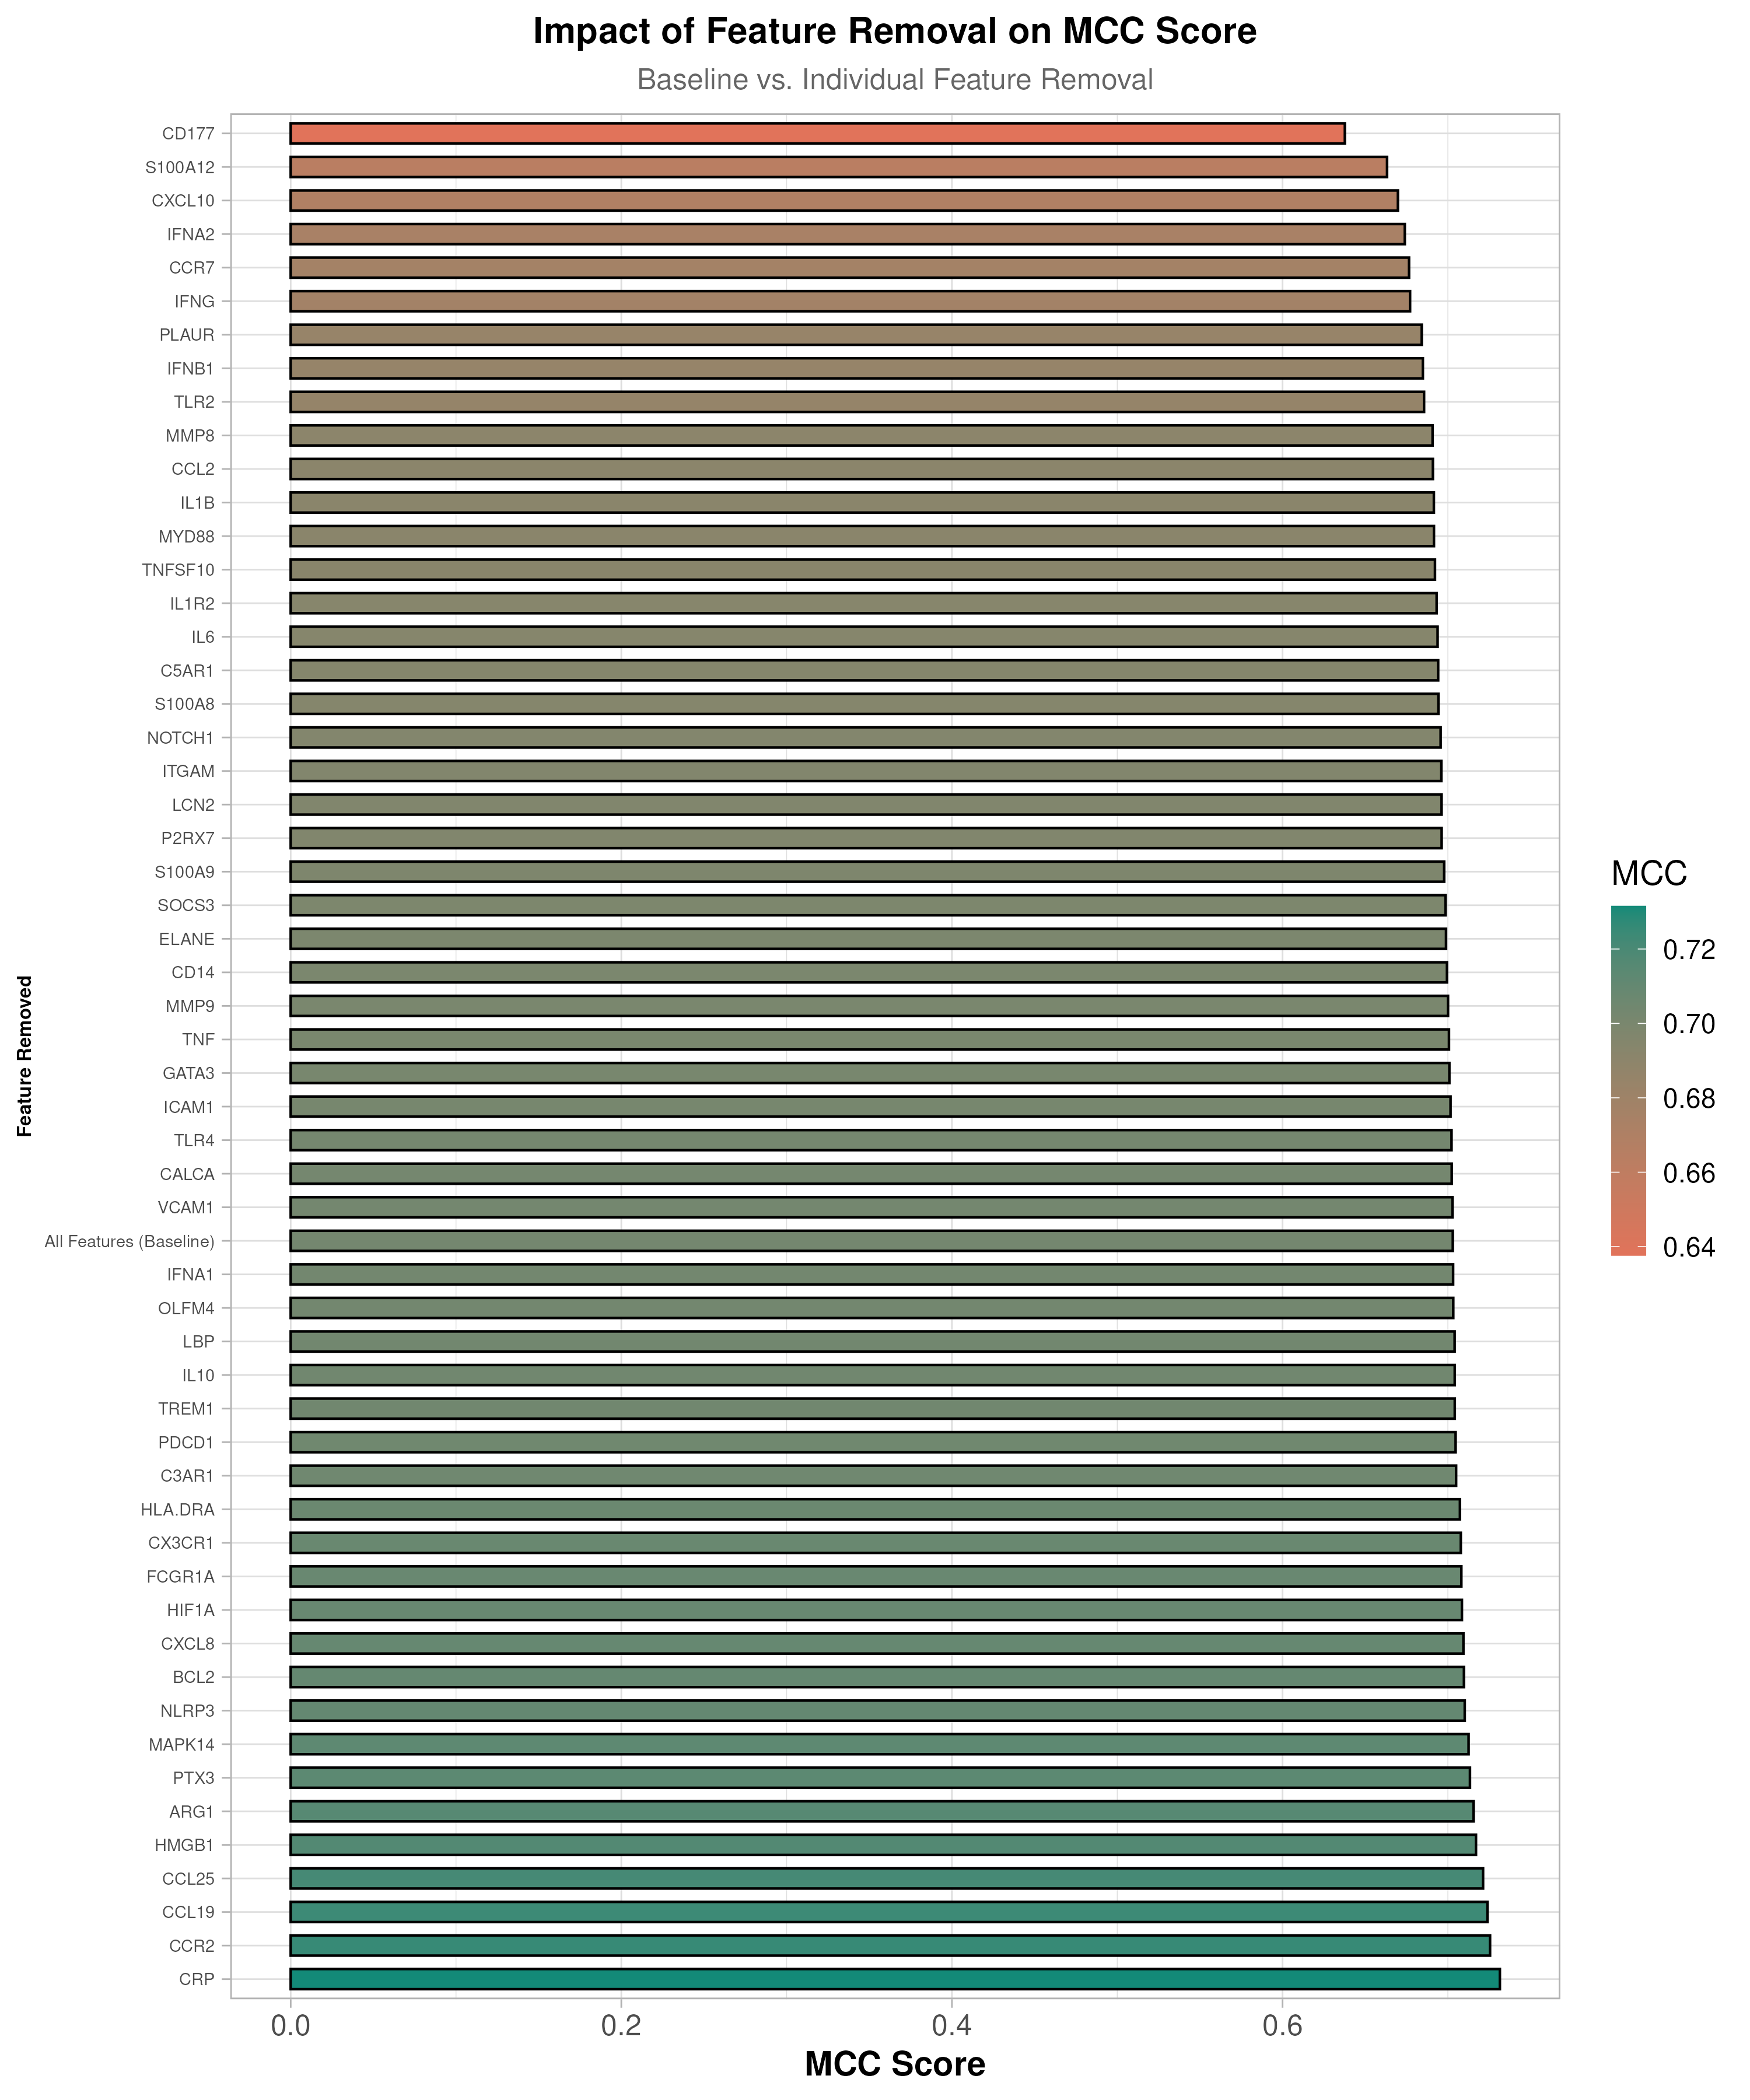 Impact of Feature Removal on MCC Score
Baseline vs. Individual Feature Removal
Feature Removed
CD177
S100A12
CXCL10
IFNA2
CCR7
IFNG
PLAUR
IFNB1
TLR2
MMP8
CCL2
IL1B
MYD88
TNFSF10
IL1R2
IL6
C5AR1
S100A8
NOTCH1
ITGAM
LCN2
P2RX7
S100A9
SOCS3
ELANE
CD14
MMP9
TNF
GATA3
ICAM1
TLR4
CALCA
VCAM1
All Features (Baseline)
IFNA1
OLFM4
LBP
IL10
TREM1
PDCD1
C3AR1
HLA.DRA
CX3CR1
FCGR1A
HIF1A
CXCL8
BCL2
NLRP3
MAPK14
PTX3
ARG1
HMGB1
CCL25
CCL19
CCR2
CRP
0.0 0.2 0.4 0.6
MCC Score
MCC
0.72
0.70
0.68
0.66
0.64